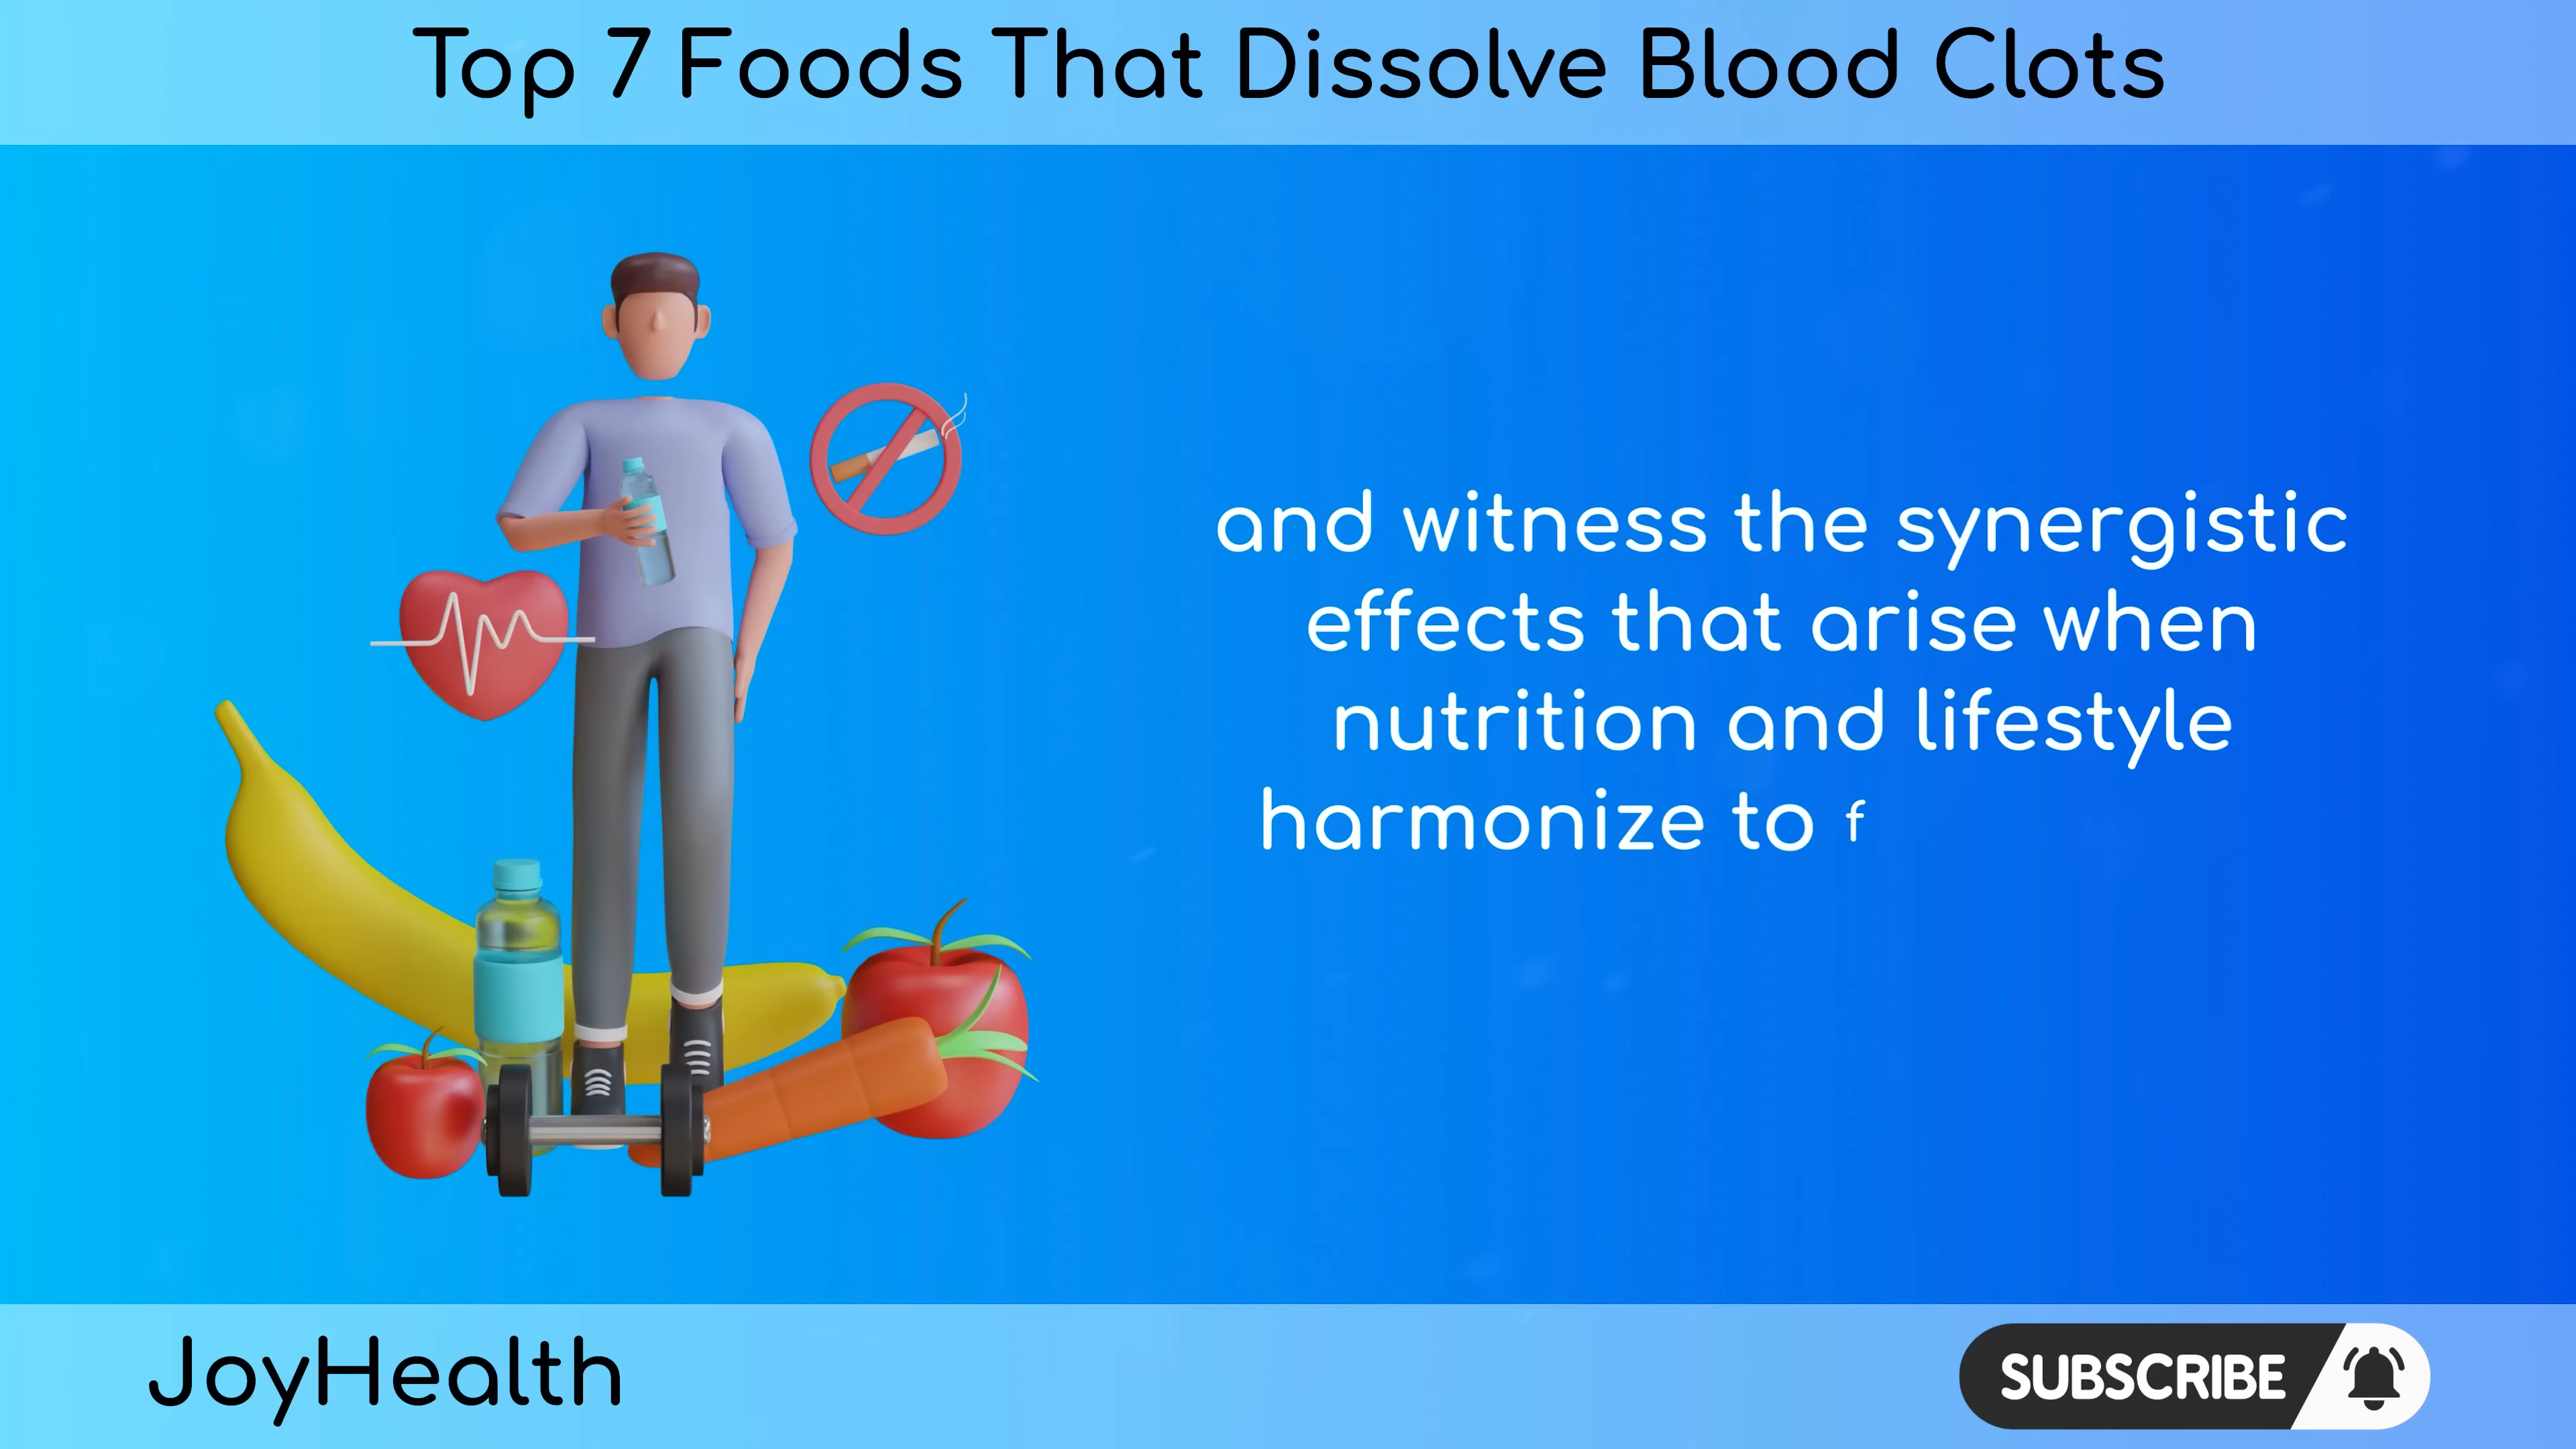 Top 7 Foods That Dissolve Blood Clots
and witness the synergistic
effects that arise when
nutrition and lifestyle
harmonize to f
JoyHealth
SUBSCRIBE